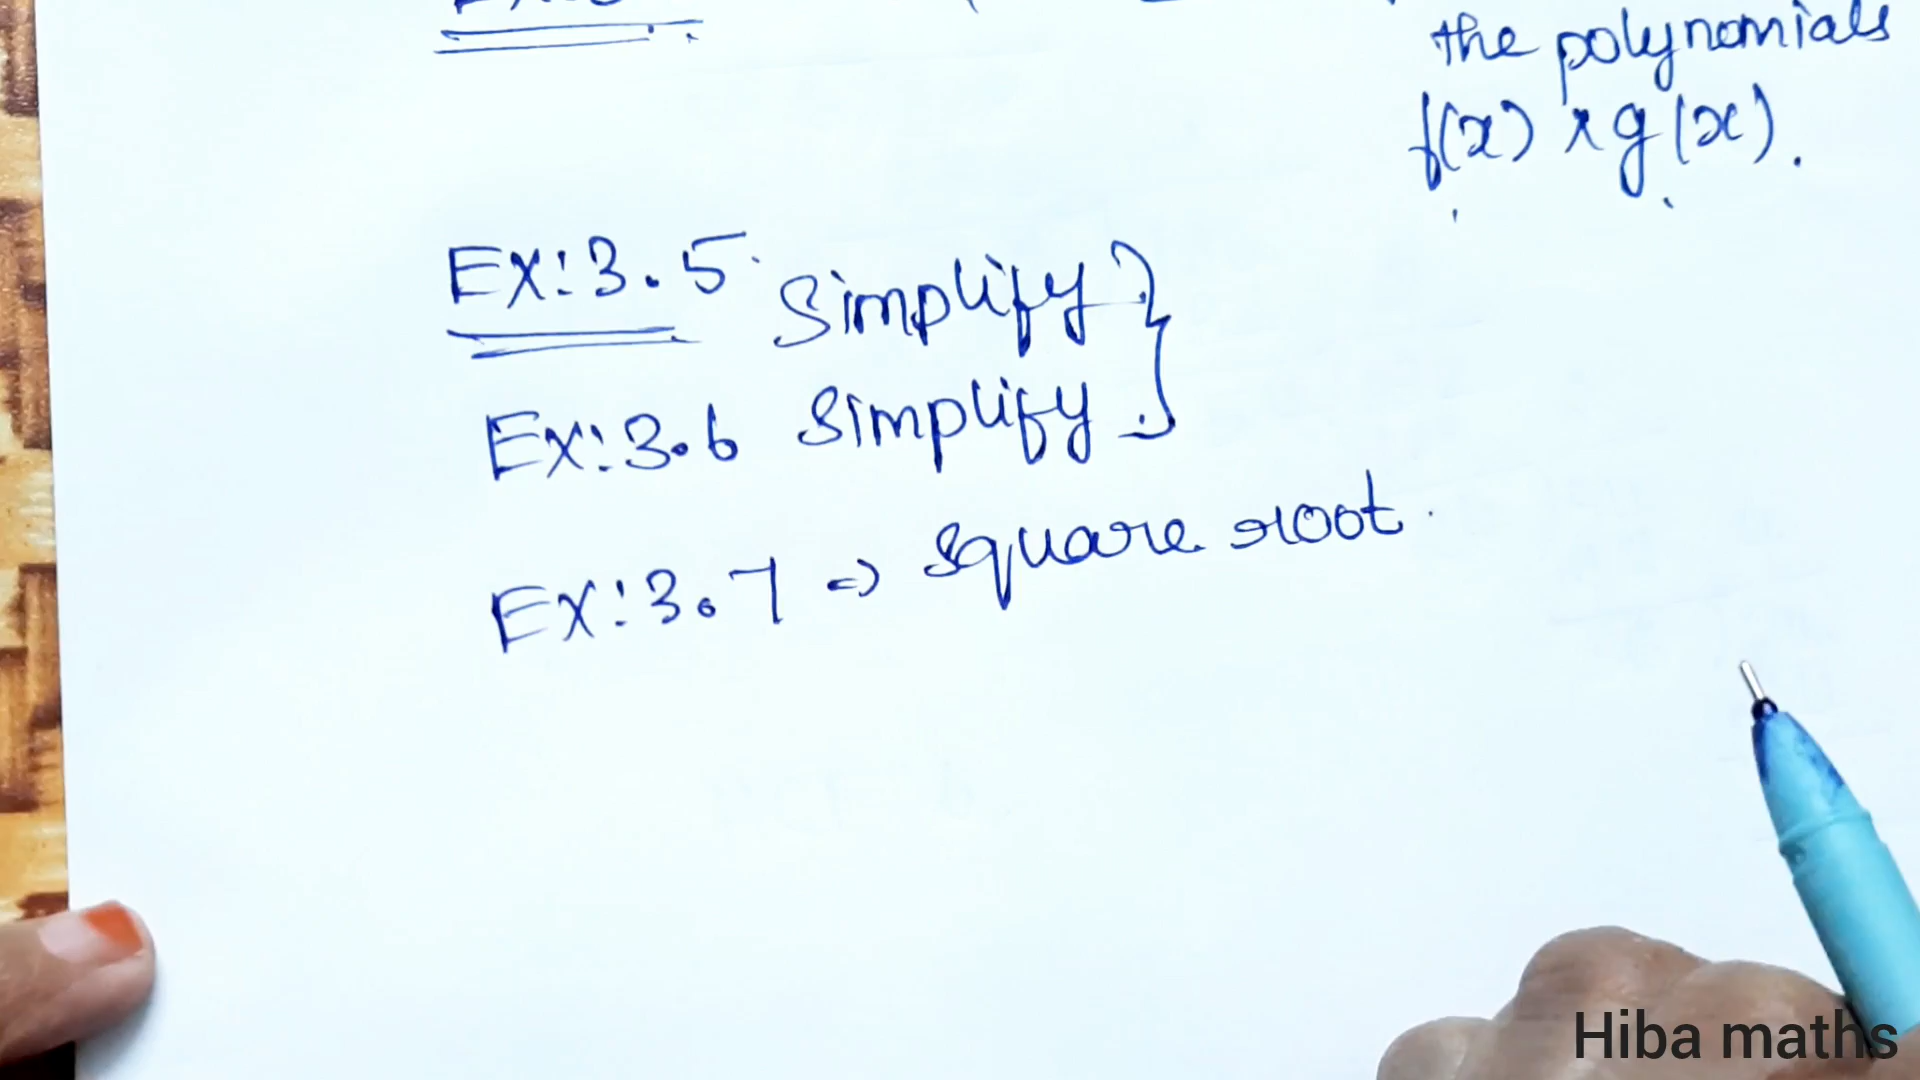 the polynomials
f(x) × g(x).
Ex:3.5 Simplify
Ex:3.6 Simplify
Ex:3.7 => Square root.
Hiba maths